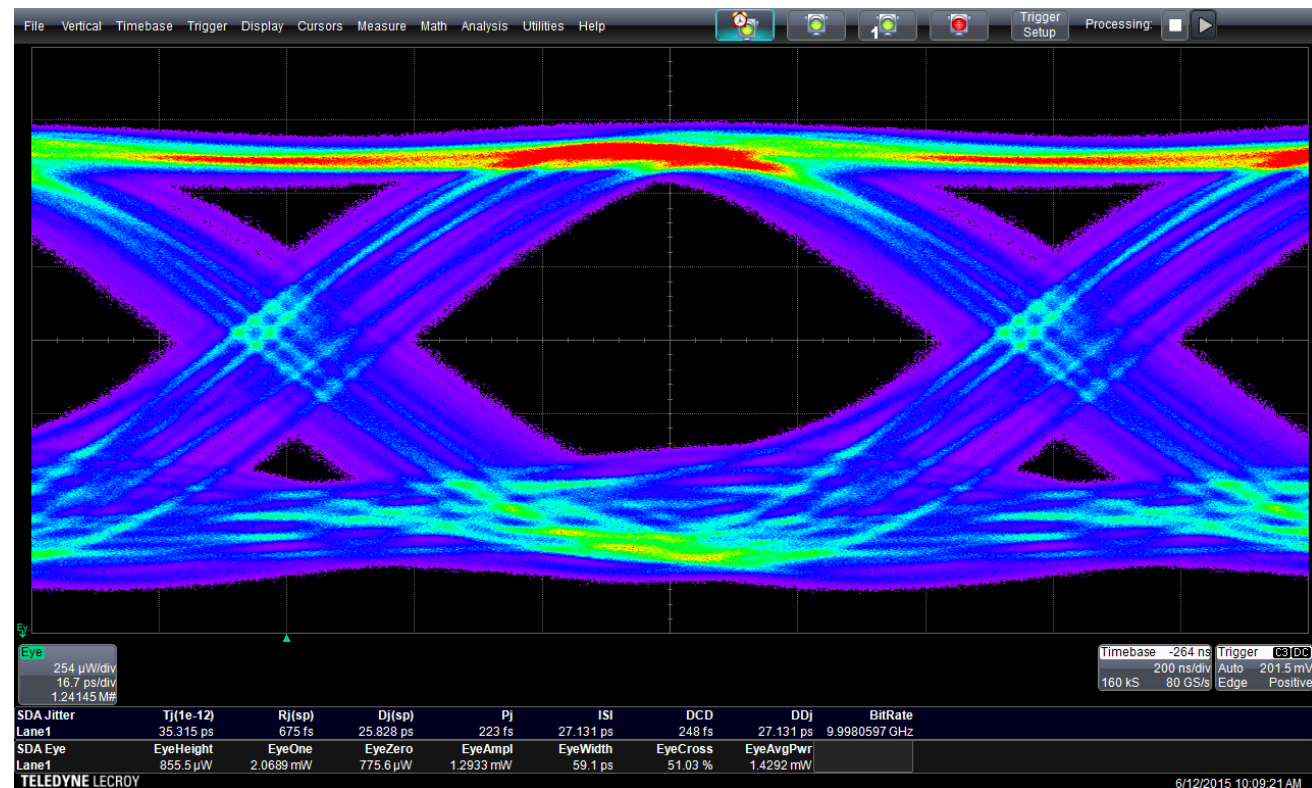 File Vertical Timebase Trigger Display Cursors Measure Math Analysis Utilities Help
1
Trigger Setup
Processing:
Ey
Eye
254 µW/div
16.7 ps/div
1.24145 M#
Timebase -264 ns
200 ns/div
160 kS 80 GS/s
Trigger C3 DC
Auto 201.5 mV
Edge Positive
SDA Jitter Tj(1e-12) Rj(sp) Dj(sp) Pj ISI DCD DDj BitRate
Lane1 35.315 ps 675 fs 25.828 ps 223 fs 27.131 ps 248 fs 27.131 ps 9.9980597 GHz
SDA Eye EyeHeight EyeOne EyeZero EyeAmpl EyeWidth EyeCross EyeAvgPwr
Lane1 855.5 µW 2.0689 mW 775.6 µW 1.2933 mW 59.1 ps 51.03 % 1.4292 mW
TELEDYNE LECROY
6/12/2015 10:09:21 AM